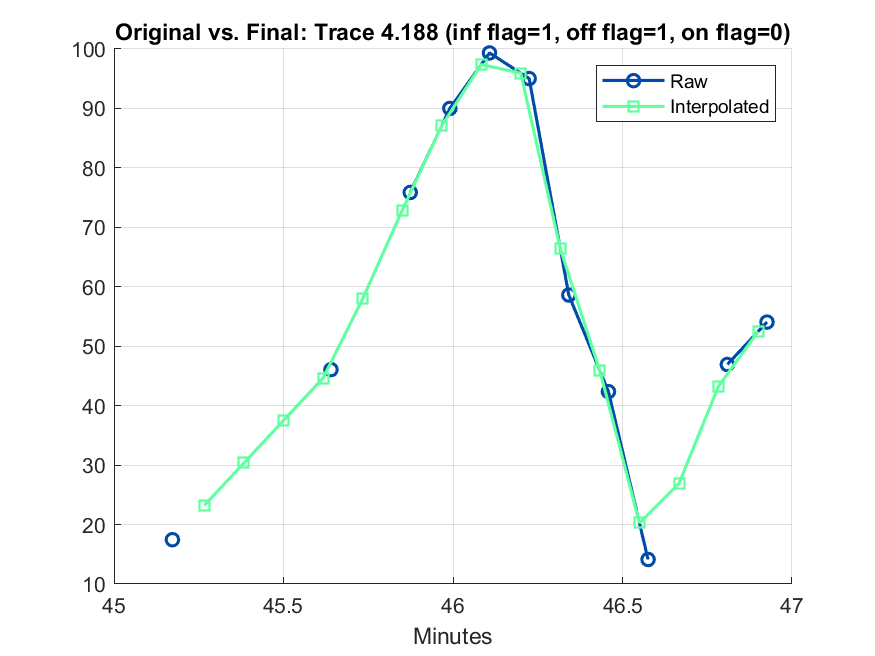 Original vs. Final: Trace 4.188 (inf flag=1, off flag=1, on flag=0)
100
90
80
70
60
50
40
30
20
10
Raw
Interpolated
45 45.5 46 46.5 47
Minutes